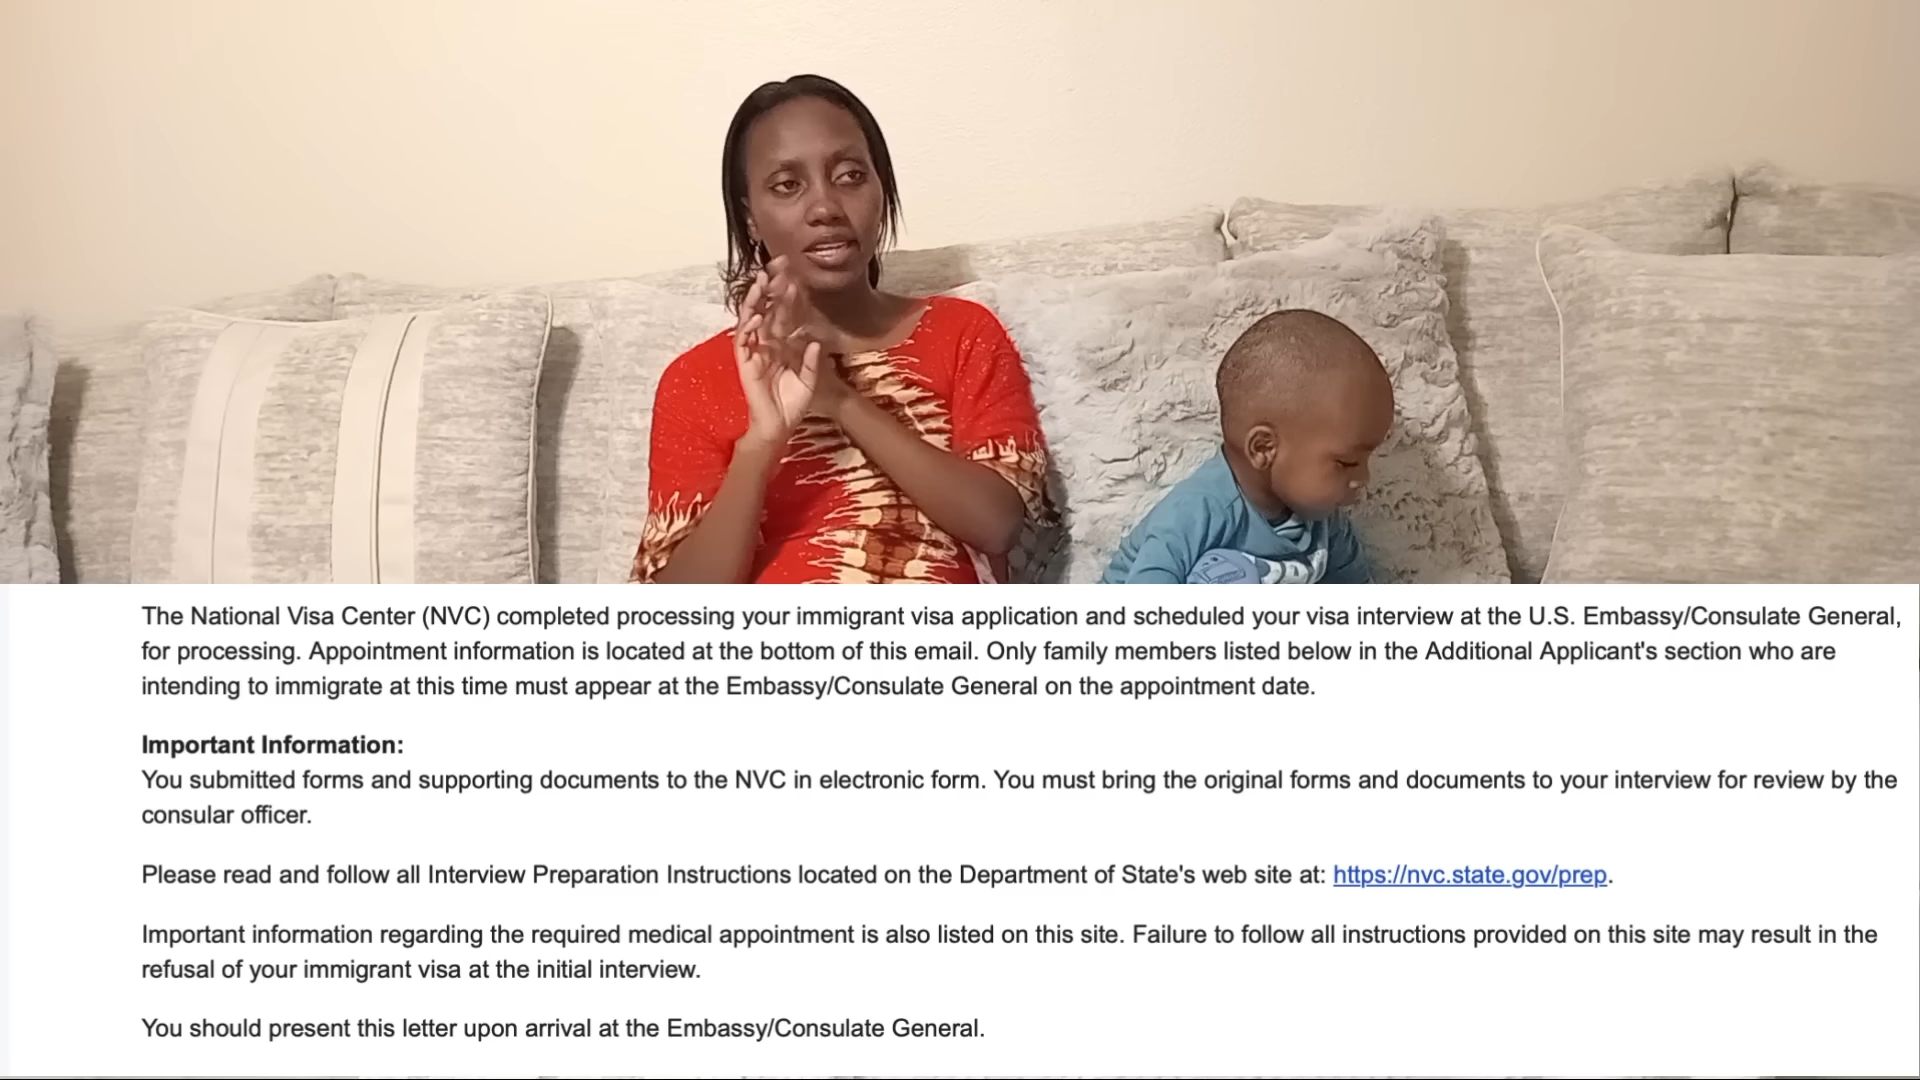 The National Visa Center (NVC) completed processing your immigrant visa application and scheduled your visa interview at the U.S. Embassy/Consulate General,
for processing. Appointment information is located at the bottom of this email. Only family members listed below in the Additional Applicant's section who are
intending to immigrate at this time must appear at the Embassy/Consulate General on the appointment date.
Important Information:
You submitted forms and supporting documents to the NVC in electronic form. You must bring the original forms and documents to your interview for review by the
consular officer.
Please read and follow all Interview Preparation Instructions located on the Department of State's web site at: https://nvc.state.gov/prep.
Important information regarding the required medical appointment is also listed on this site. Failure to follow all instructions provided on this site may result in the
refusal of your immigrant visa at the initial interview.
You should present this letter upon arrival at the Embassy/Consulate General.